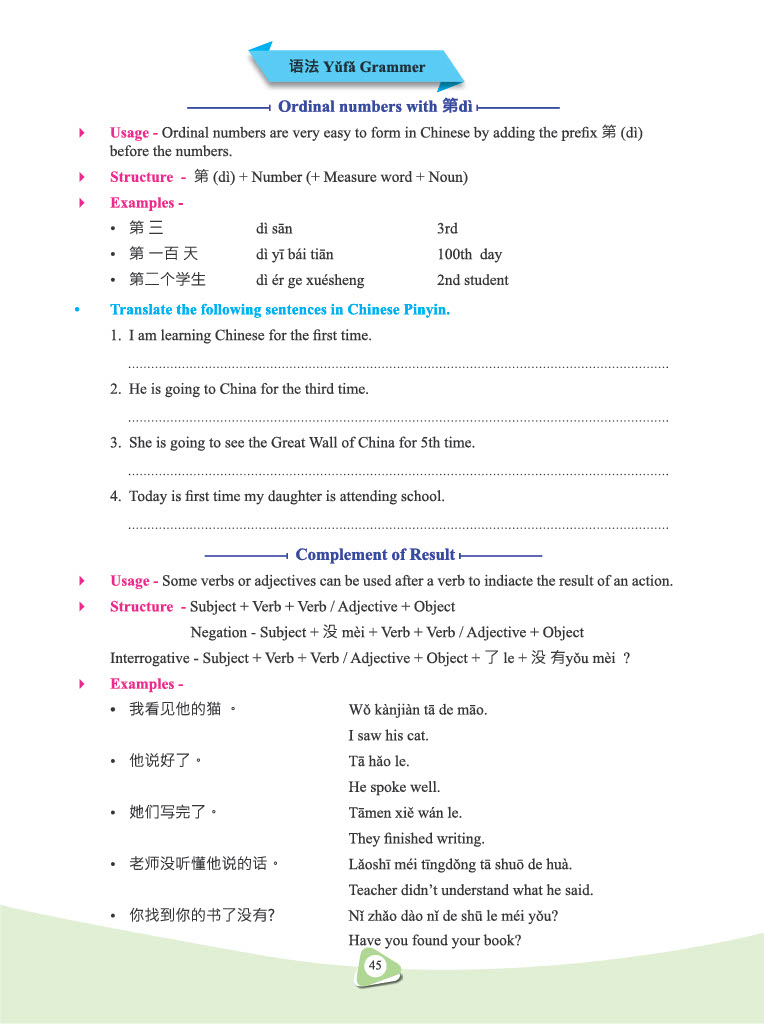 语法 Yǔfǎ Grammer
Ordinal numbers with 第dì
Usage - Ordinal numbers are very easy to form in Chinese by adding the prefix 第 (dì)
before the numbers.
Structure - 第 (dì) + Number (+ Measure word + Noun)
Examples -
• 第 三 dì sān 3rd
• 第 一百 天 dì yī bái tiān 100th day
• 第二个学生 dì ér ge xuésheng 2nd student
• Translate the following sentences in Chinese Pinyin.
1. I am learning Chinese for the first time.
2. He is going to China for the third time.
3. She is going to see the Great Wall of China for 5th time.
4. Today is first time my daughter is attending school.
Complement of Result
Usage - Some verbs or adjectives can be used after a verb to indiacte the result of an action.
Structure - Subject + Verb + Verb / Adjective + Object
Negation - Subject + 没 mèi + Verb + Verb / Adjective + Object
Interrogative - Subject + Verb + Verb / Adjective + Object + 了 le + 没 有yǒu mèi ?
Examples -
• 我看见他的猫 。 Wǒ kànjiàn tā de māo.
I saw his cat.
• 他说好了。 Tā hǎo le.
He spoke well.
• 她们写完了。 Tāmen xiě wán le.
They finished writing.
• 老师没听懂他说的话。 Lǎoshī méi tīngdǒng tā shuō de huà.
Teacher didn’t understand what he said.
• 你找到你的书了没有? Nǐ zhǎo dào nǐ de shū le méi yǒu?
Have you found your book?
45